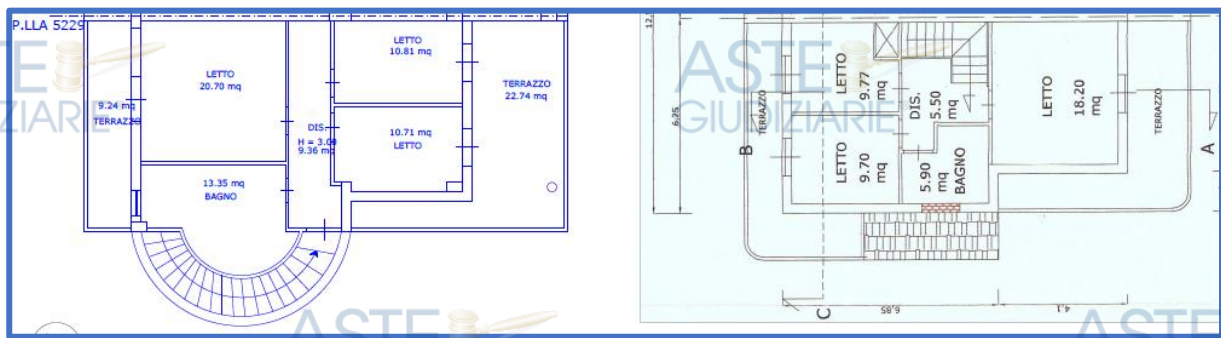 P.LLA 5229
LETTO
20.70 mq
9.24 mq
TERRAZZO
13.35 mq
BAGNO
DIS.
H = 3.00
9.36 mq
LETTO
10.81 mq
10.71 mq
LETTO
TERRAZZO
22.74 mq
LETTO
9.77
mq
LETTO
9.70
mq
DIS.
5.50
mq
5.90
mq
BAGNO
LETTO
18.20
mq
TERRAZZO
TERRAZZO
B
A
C
6.25
6.85
4.1
ASTE
GIUDIZIARIE
ASTE
ASTE